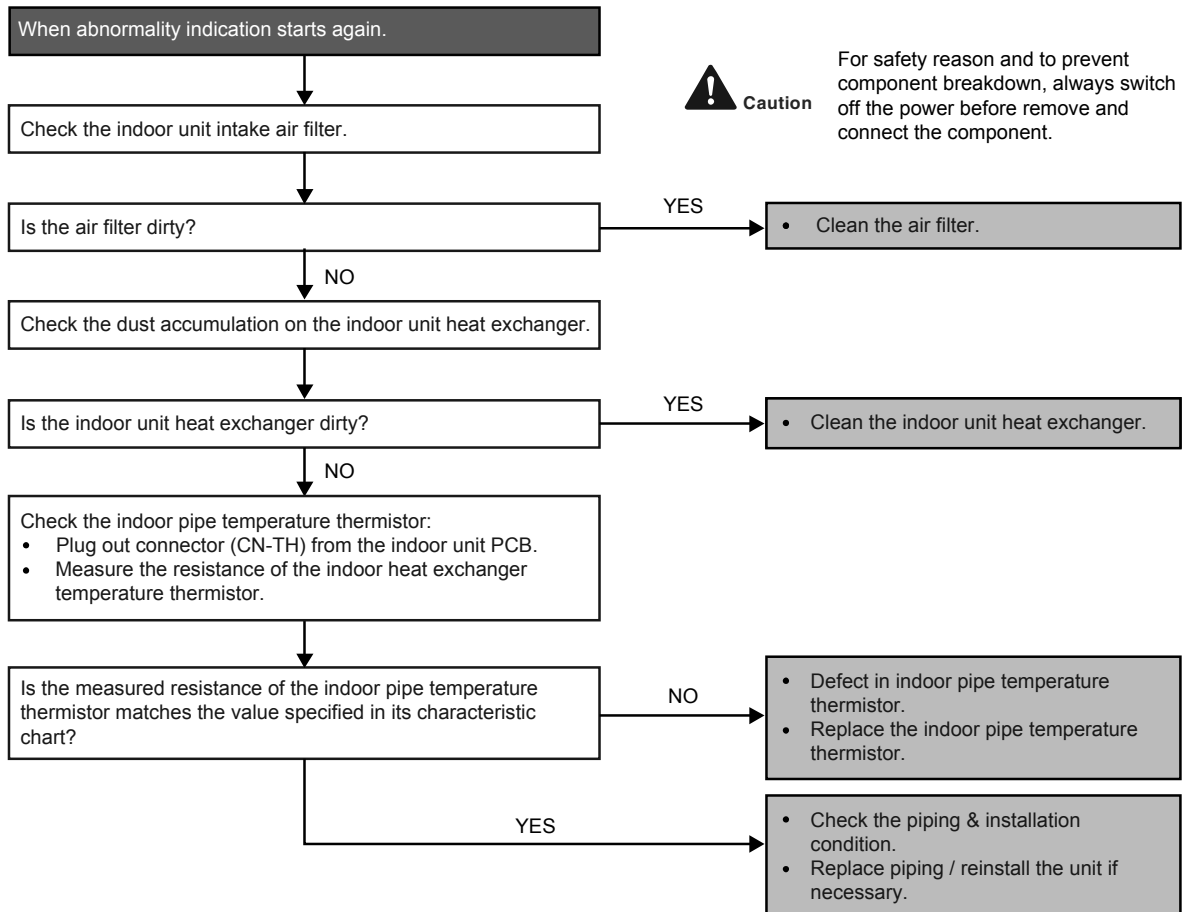 When abnormality indication starts again.
Caution
For safety reason and to prevent
component breakdown, always switch
off the power before remove and
connect the component.
Check the indoor unit intake air filter.
Is the air filter dirty?
YES
• Clean the air filter.
NO
Check the dust accumulation on the indoor unit heat exchanger.
Is the indoor unit heat exchanger dirty?
YES
• Clean the indoor unit heat exchanger.
NO
Check the indoor pipe temperature thermistor:
• Plug out connector (CN-TH) from the indoor unit PCB.
• Measure the resistance of the indoor heat exchanger
temperature thermistor.
Is the measured resistance of the indoor pipe temperature
thermistor matches the value specified in its characteristic
chart?
NO
• Defect in indoor pipe temperature
thermistor.
• Replace the indoor pipe temperature
thermistor.
YES
• Check the piping & installation
condition.
• Replace piping / reinstall the unit if
necessary.